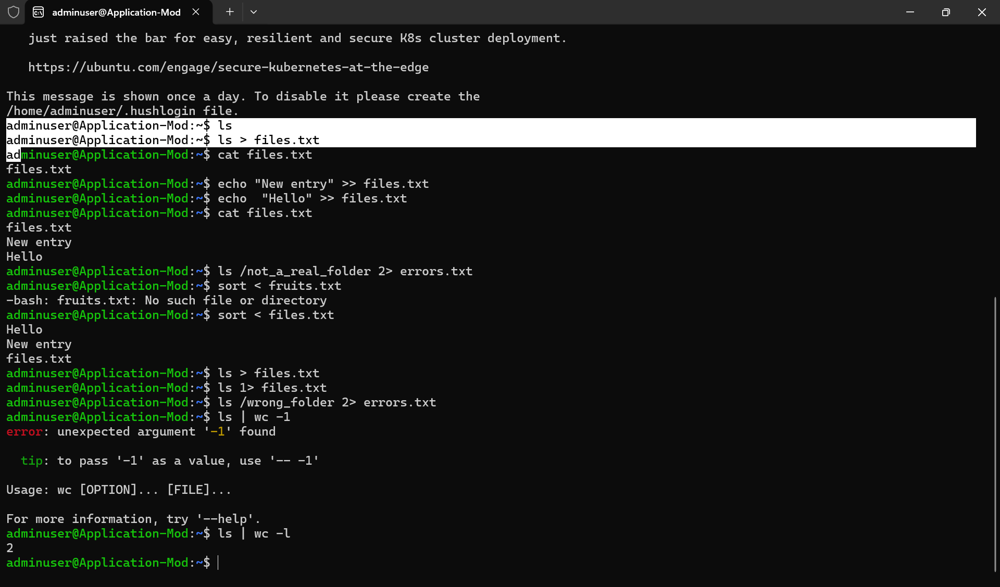 adminuser@Application-Mod
just raised the bar for easy, resilient and secure K8s cluster deployment.
https://ubuntu.com/engage/secure-kubernetes-at-the-edge
This message is shown once a day. To disable it please create the
/home/adminuser/.hushlogin file.
adminuser@Application-Mod:~$ ls
adminuser@Application-Mod:~$ ls > files.txt
adminuser@Application-Mod:~$ cat files.txt
files.txt
adminuser@Application-Mod:~$ echo "New entry" >> files.txt
adminuser@Application-Mod:~$ echo  "Hello" >> files.txt
adminuser@Application-Mod:~$ cat files.txt
files.txt
New entry
Hello
adminuser@Application-Mod:~$ ls /not_a_real_folder 2> errors.txt
adminuser@Application-Mod:~$ sort < fruits.txt
-bash: fruits.txt: No such file or directory
adminuser@Application-Mod:~$ sort < files.txt
Hello
New entry
files.txt
adminuser@Application-Mod:~$ ls > files.txt
adminuser@Application-Mod:~$ ls 1> files.txt
adminuser@Application-Mod:~$ ls /wrong_folder 2> errors.txt
adminuser@Application-Mod:~$ ls | wc -1
error: unexpected argument '-1' found
tip: to pass '-1' as a value, use '-- -1'
Usage: wc [OPTION]... [FILE]...
For more information, try '--help'.
adminuser@Application-Mod:~$ ls | wc -l
2
adminuser@Application-Mod:~$